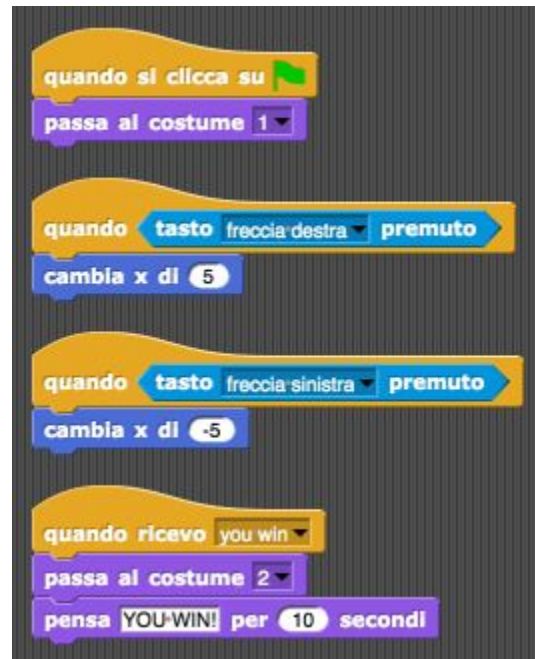 quando si clicca su
passa al costume 1
quando tasto freccia destra premuto
cambia x di 5
quando tasto freccia sinistra premuto
cambia x di -5
quando ricevo you win
passa al costume 2
pensa YOU WIN! per 10 secondi